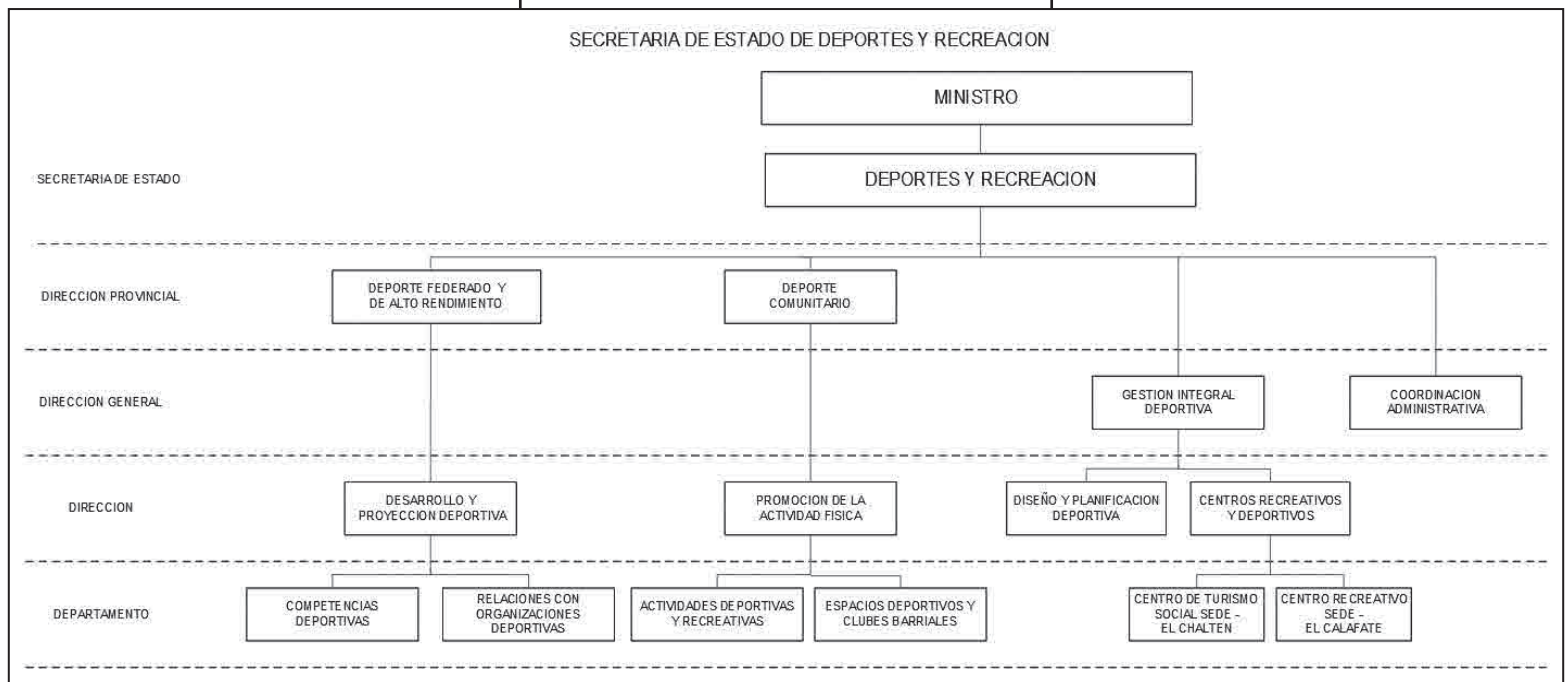 SECRETARIA DE ESTADO DE DEPORTES Y RECREACION
MINISTRO
SECRETARIA DE ESTADO
DEPORTES Y RECREACION
DIRECCION PROVINCIAL
DEPORTE FEDERADO Y
DE ALTO RENDIMIENTO
DEPORTE
COMUNITARIO
DIRECCION GENERAL
GESTION INTEGRAL
DEPORTIVA
COORDINACION
ADMINISTRATIVA
DIRECCION
DESARROLLO Y
PROYECCION DEPORTIVA
PROMOCION DE LA
ACTIVIDAD FISICA
DISEÑO Y PLANIFICACION
DEPORTIVA
CENTROS RECREATIVOS
Y DEPORTIVOS
DEPARTAMENTO
COMPETENCIAS
DEPORTIVAS
RELACIONES CON
ORGANIZACIONES
DEPORTIVAS
ACTIVIDADES DEPORTIVAS
Y RECREATIVAS
ESPACIOS DEPORTIVOS Y
CLUBES BARRIALES
CENTRO DE TURISMO
SOCIAL SEDE –
EL CHALTEN
CENTRO RECREATIVO
SEDE –
EL CALAFATE